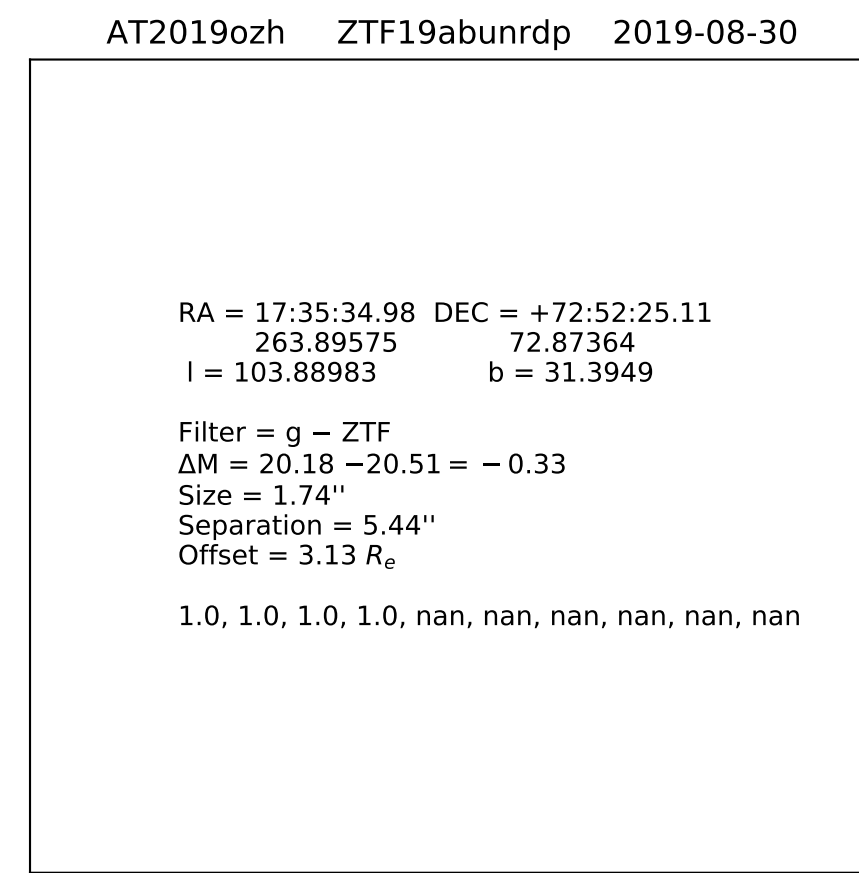 AT2019ozh ZTF19abunrdp 2019-08-30
RA = 17:35:34.98 DEC = +72:52:25.11
263.89575 72.87364
l = 103.88983 b = 31.3949
Filter = g − ZTF
ΔM = 20.18 −20.51 = − 0.33
Size = 1.74''
Separation = 5.44''
Offset = 3.13 Rₑ
1.0, 1.0, 1.0, 1.0, nan, nan, nan, nan, nan, nan